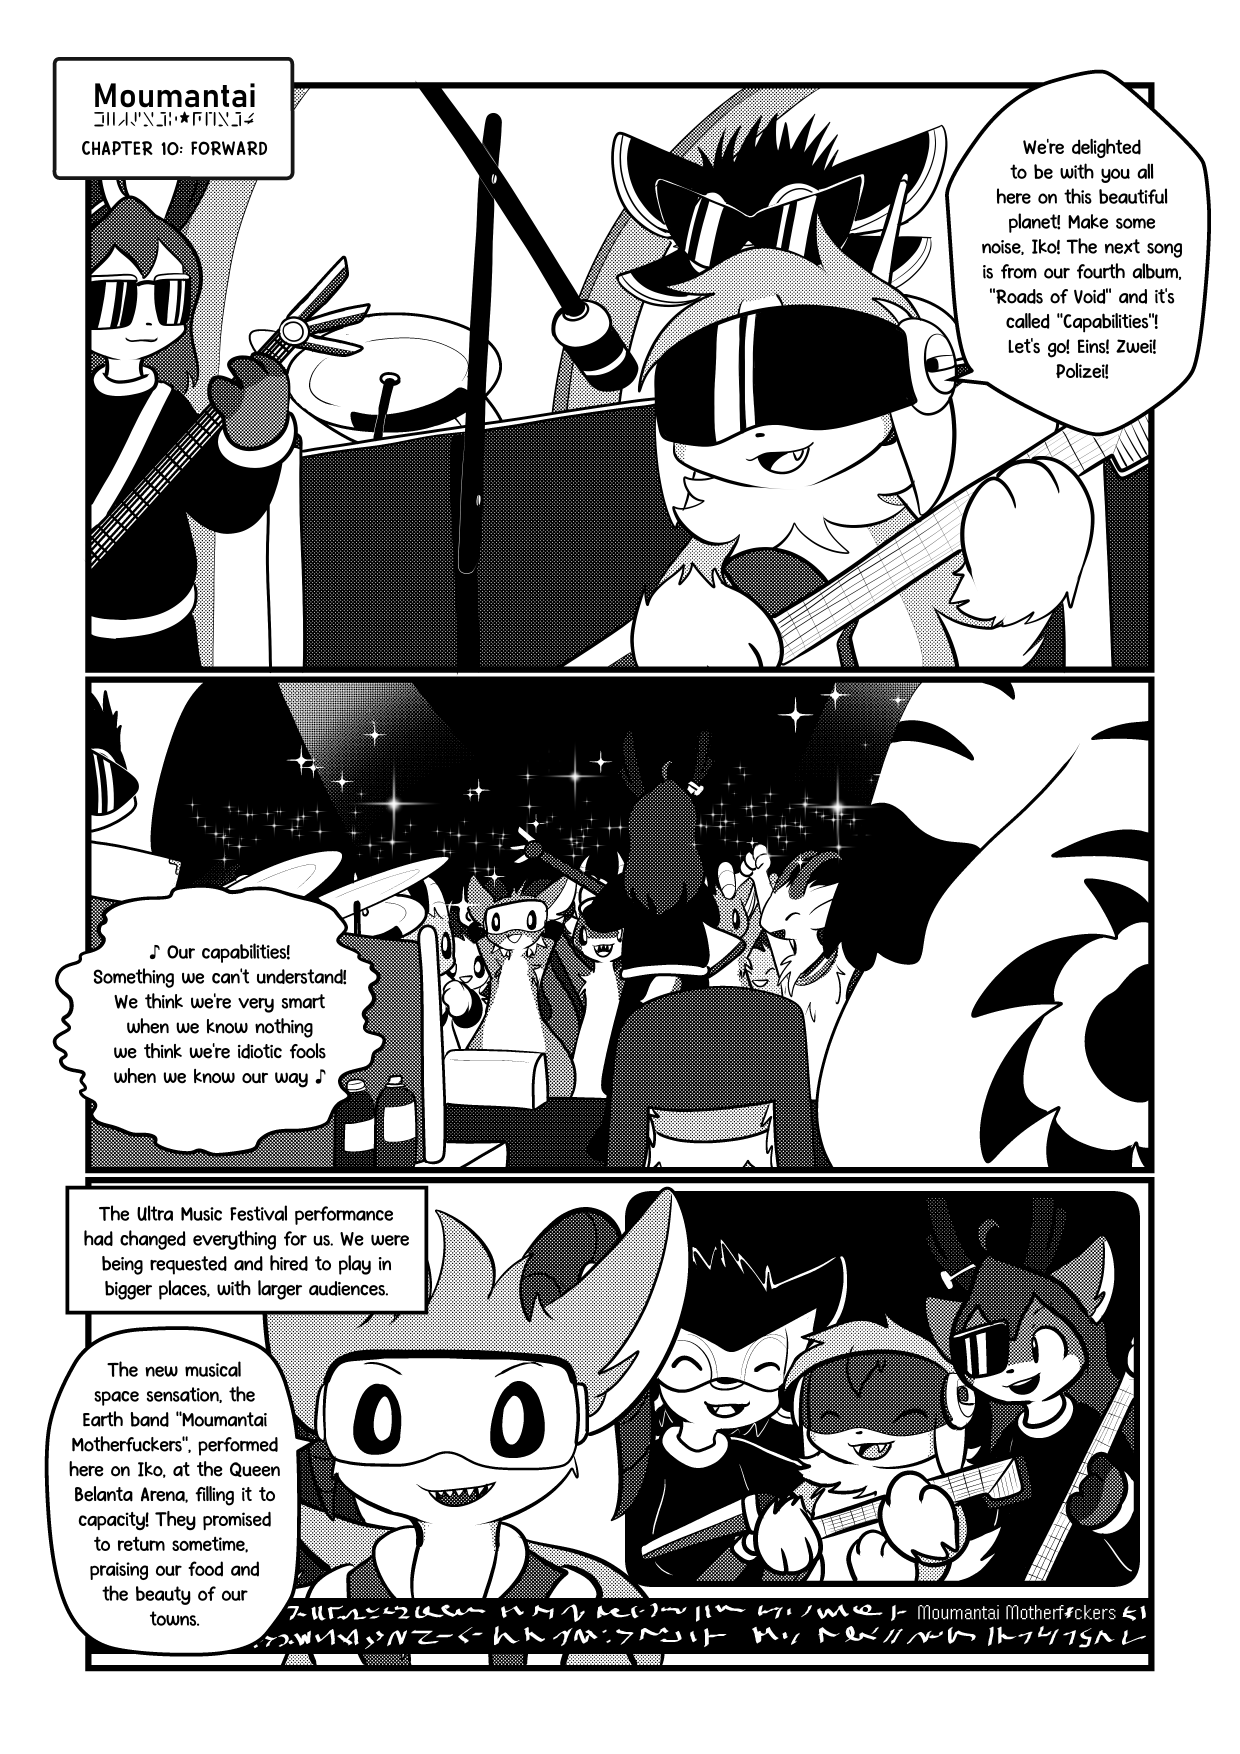 Moumantai
CHAPTER 10: FORWARD
We're delighted
to be with you all
here on this beautiful
planet! Make some
noise, Iko! The next song
is from our fourth album,
"Roads of Void" and it's
called "Capabilities"!
Let's go! Eins! Zwei!
Polizei!
♪ Our capabilities!
Something we can't understand!
We think we're very smart
when we know nothing
we think we're idiotic fools
when we know our way ♪
The Ultra Music Festival performance
had changed everything for us. We were
being requested and hired to play in
bigger places, with larger audiences.
The new musical
space sensation, the
Earth band "Moumantai
Motherfuckers", performed
here on Iko, at the Queen
Belanta Arena, filling it to
capacity! They promised
to return sometime,
praising our food and
the beauty of our
towns.
Moumantai Motherf*ckers